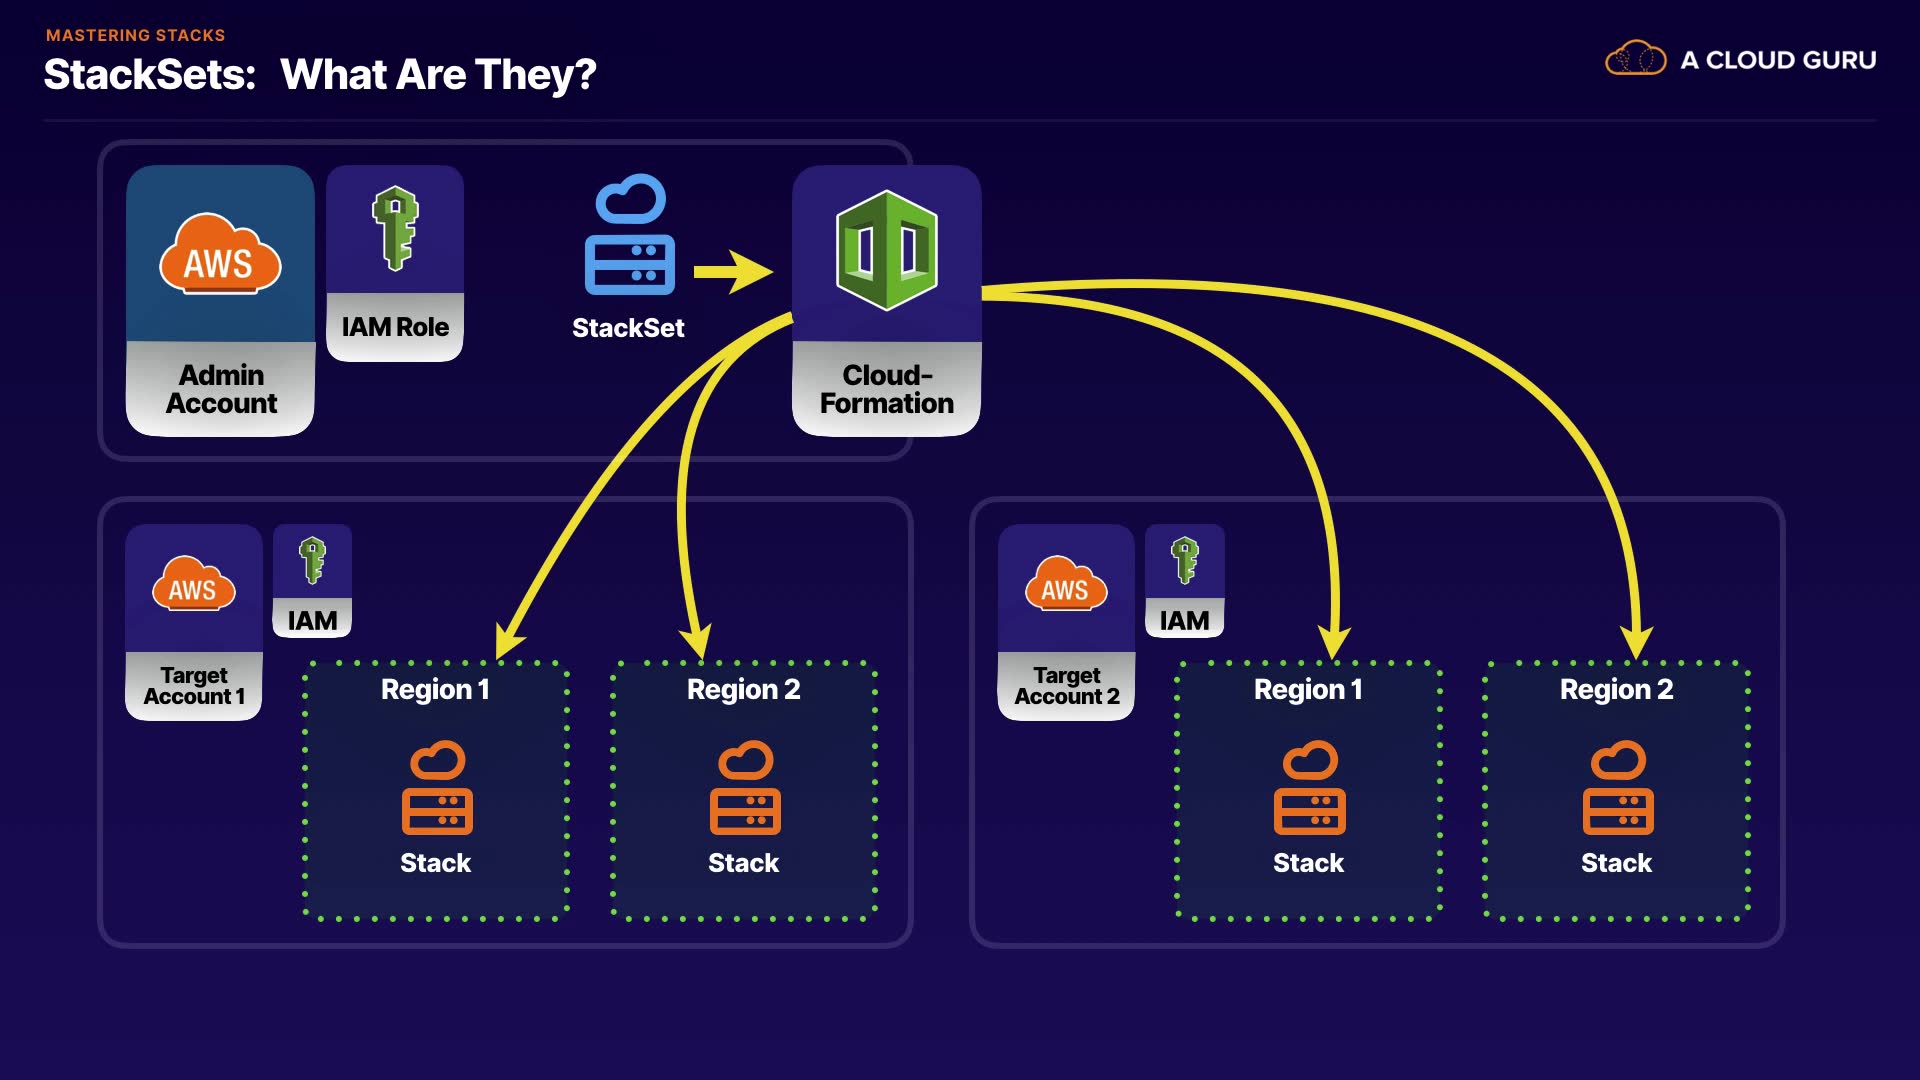 MASTERING STACKS
StackSets: What Are They?
A CLOUD GURU
AWS
Admin
Account
IAM Role
StackSet
Cloud-
Formation
AWS
Target
Account 1
IAM
Region 1
Stack
Region 2
Stack
AWS
Target
Account 2
IAM
Region 1
Stack
Region 2
Stack